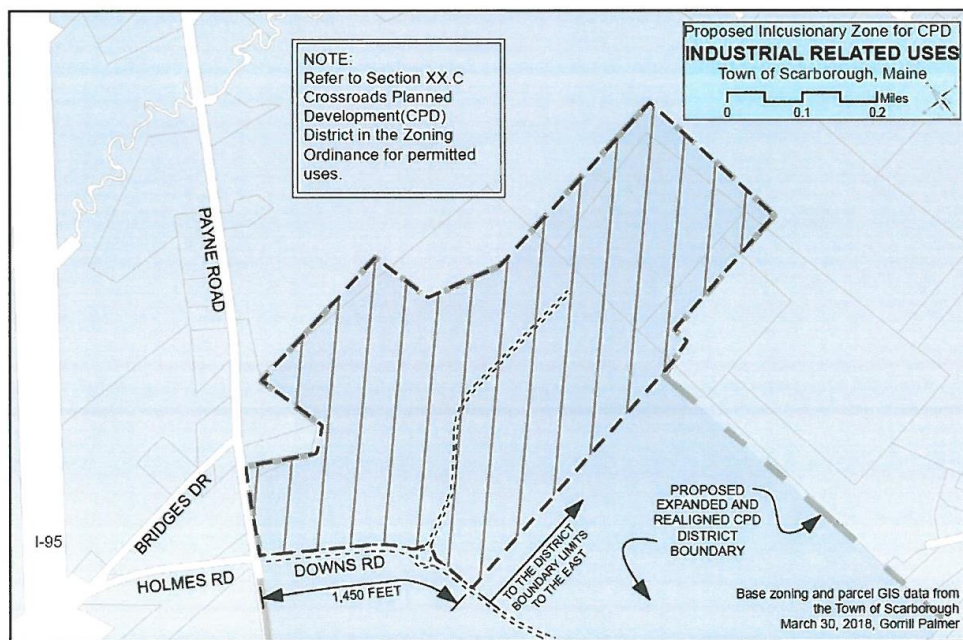 Proposed Inlcusionary Zone for CPD
INDUSTRIAL RELATED USES
Town of Scarborough, Maine
Miles
0 0.1 0.2
NOTE:
Refer to Section XX.C
Crossroads Planned
Development(CPD)
District in the Zoning
Ordinance for permitted
uses.
PAYNE ROAD
BRIDGES DR
I-95
HOLMES RD
DOWNS RD
1,450 FEET
TO THE DISTRICT
BOUNDARY LIMITS
TO THE EAST
PROPOSED
EXPANDED AND
REALIGNED CPD
DISTRICT
BOUNDARY
Base zoning and parcel GIS data from
the Town of Scarborough
March 30, 2018, Gorrill Palmer